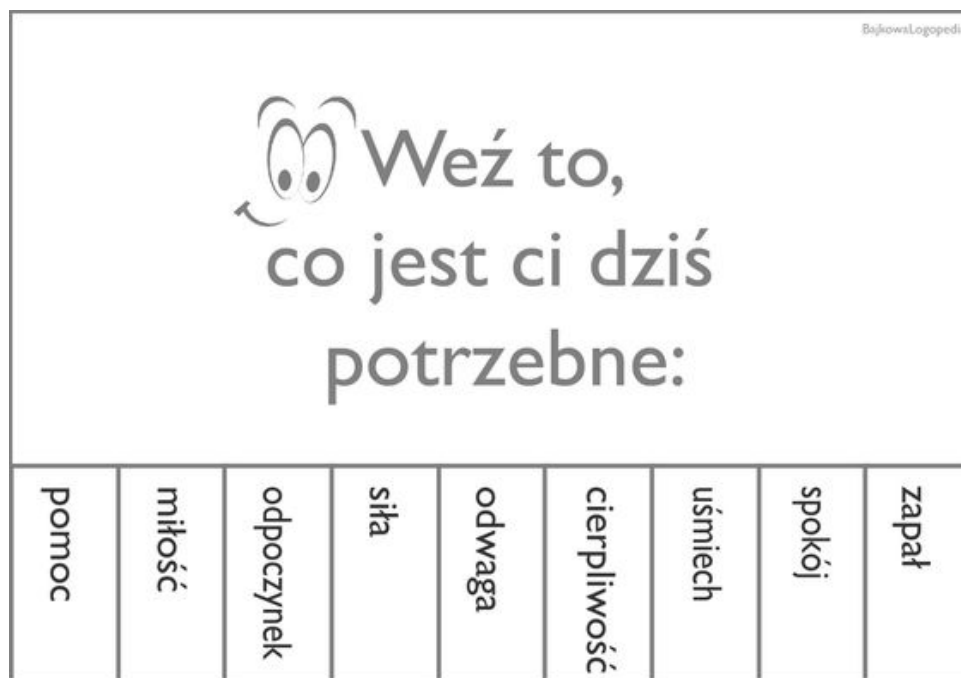 BajkowaLogopedi
Weź to,
co jest ci dziś
potrzebne:
pomoc
miłość
odpoczynek
siła
odwaga
cierpliwość
uśmiech
spokój
zapał